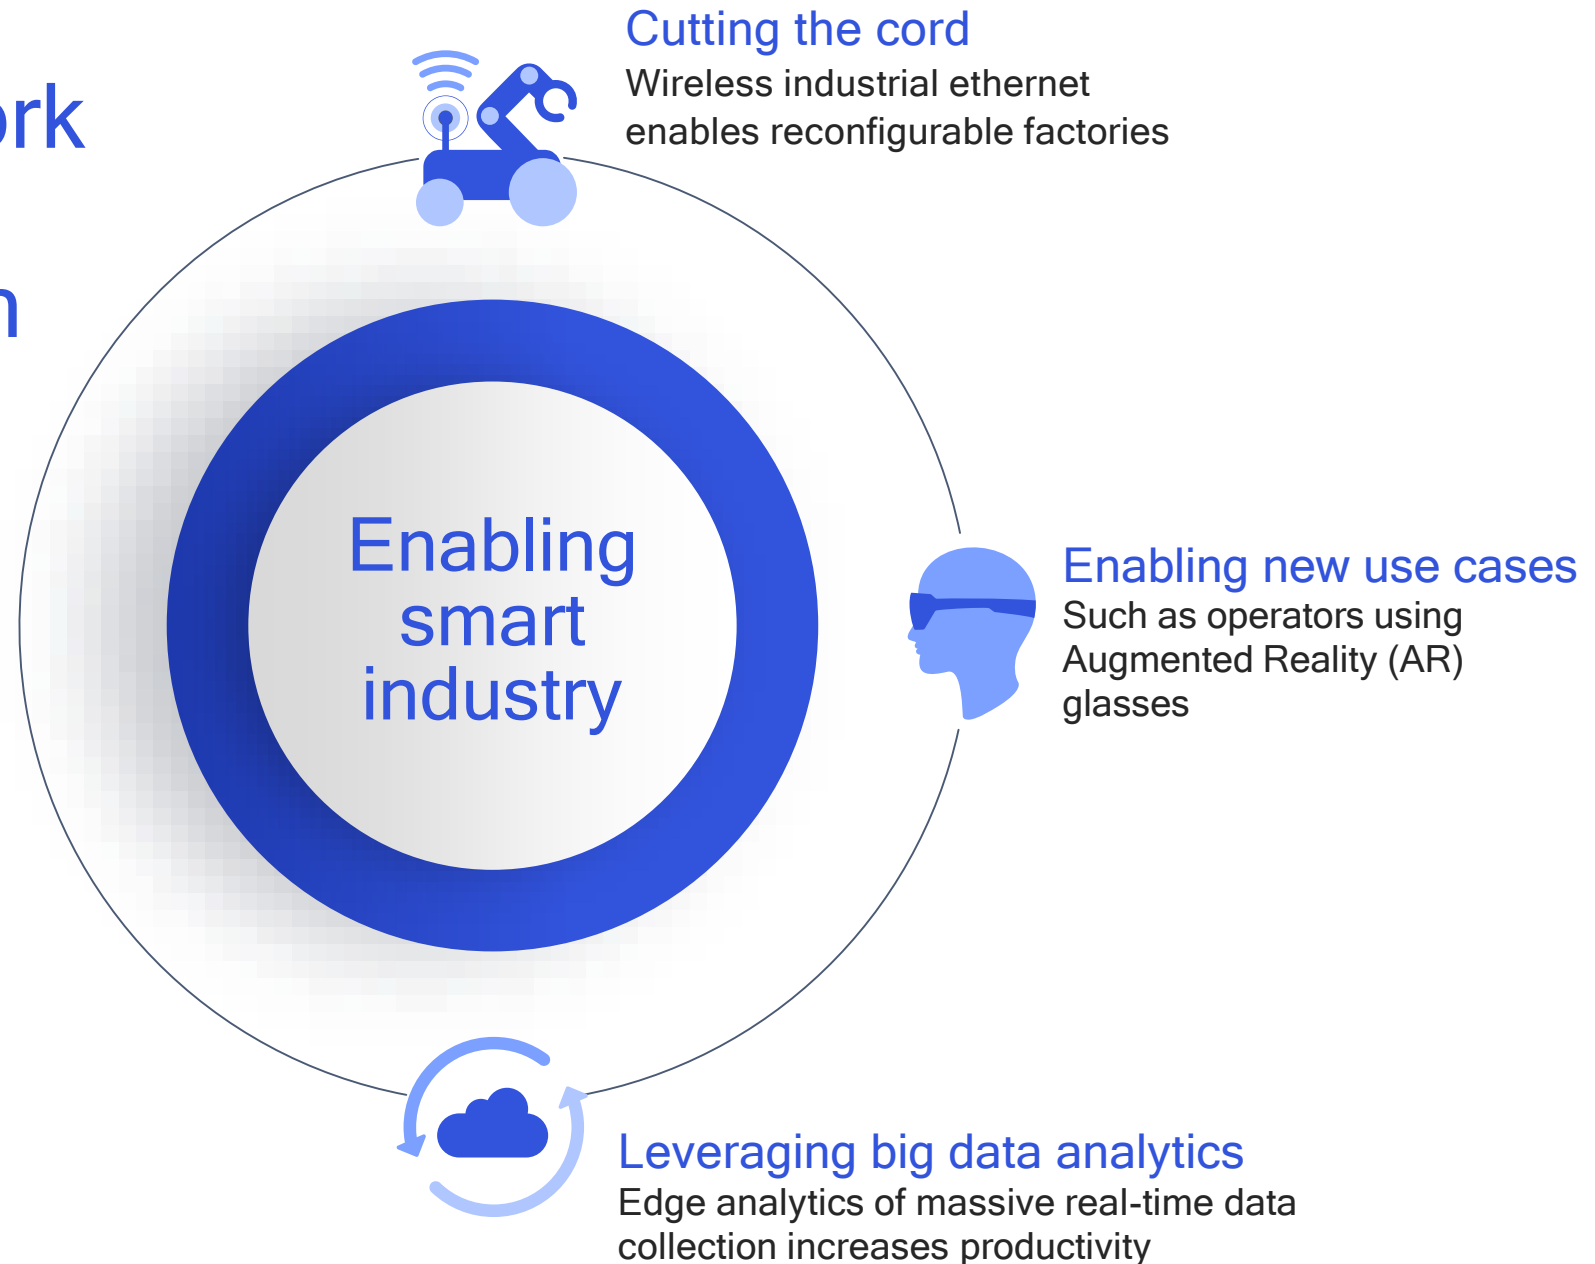 Cutting the cord
Wireless industrial ethernet
enables reconfigurable factories
Enabling
smart
industry
Enabling new use cases
Such as operators using
Augmented Reality (AR)
glasses
Leveraging big data analytics
Edge analytics of massive real-time data
collection increases productivity